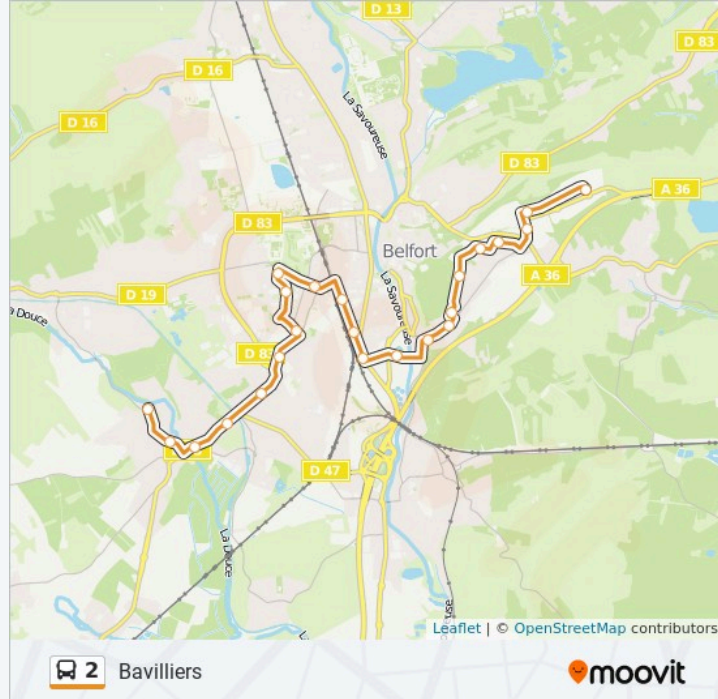 D 13
D 83
D 16
La Savoureuse
D 16
D 83
A 36
D 83
Belfort
A 36
La Savoureuse
D 19
La Douce
D 83
D 47
La Douce
Leaflet | © OpenStreetMap contributors
2 Bavilliers
moovit